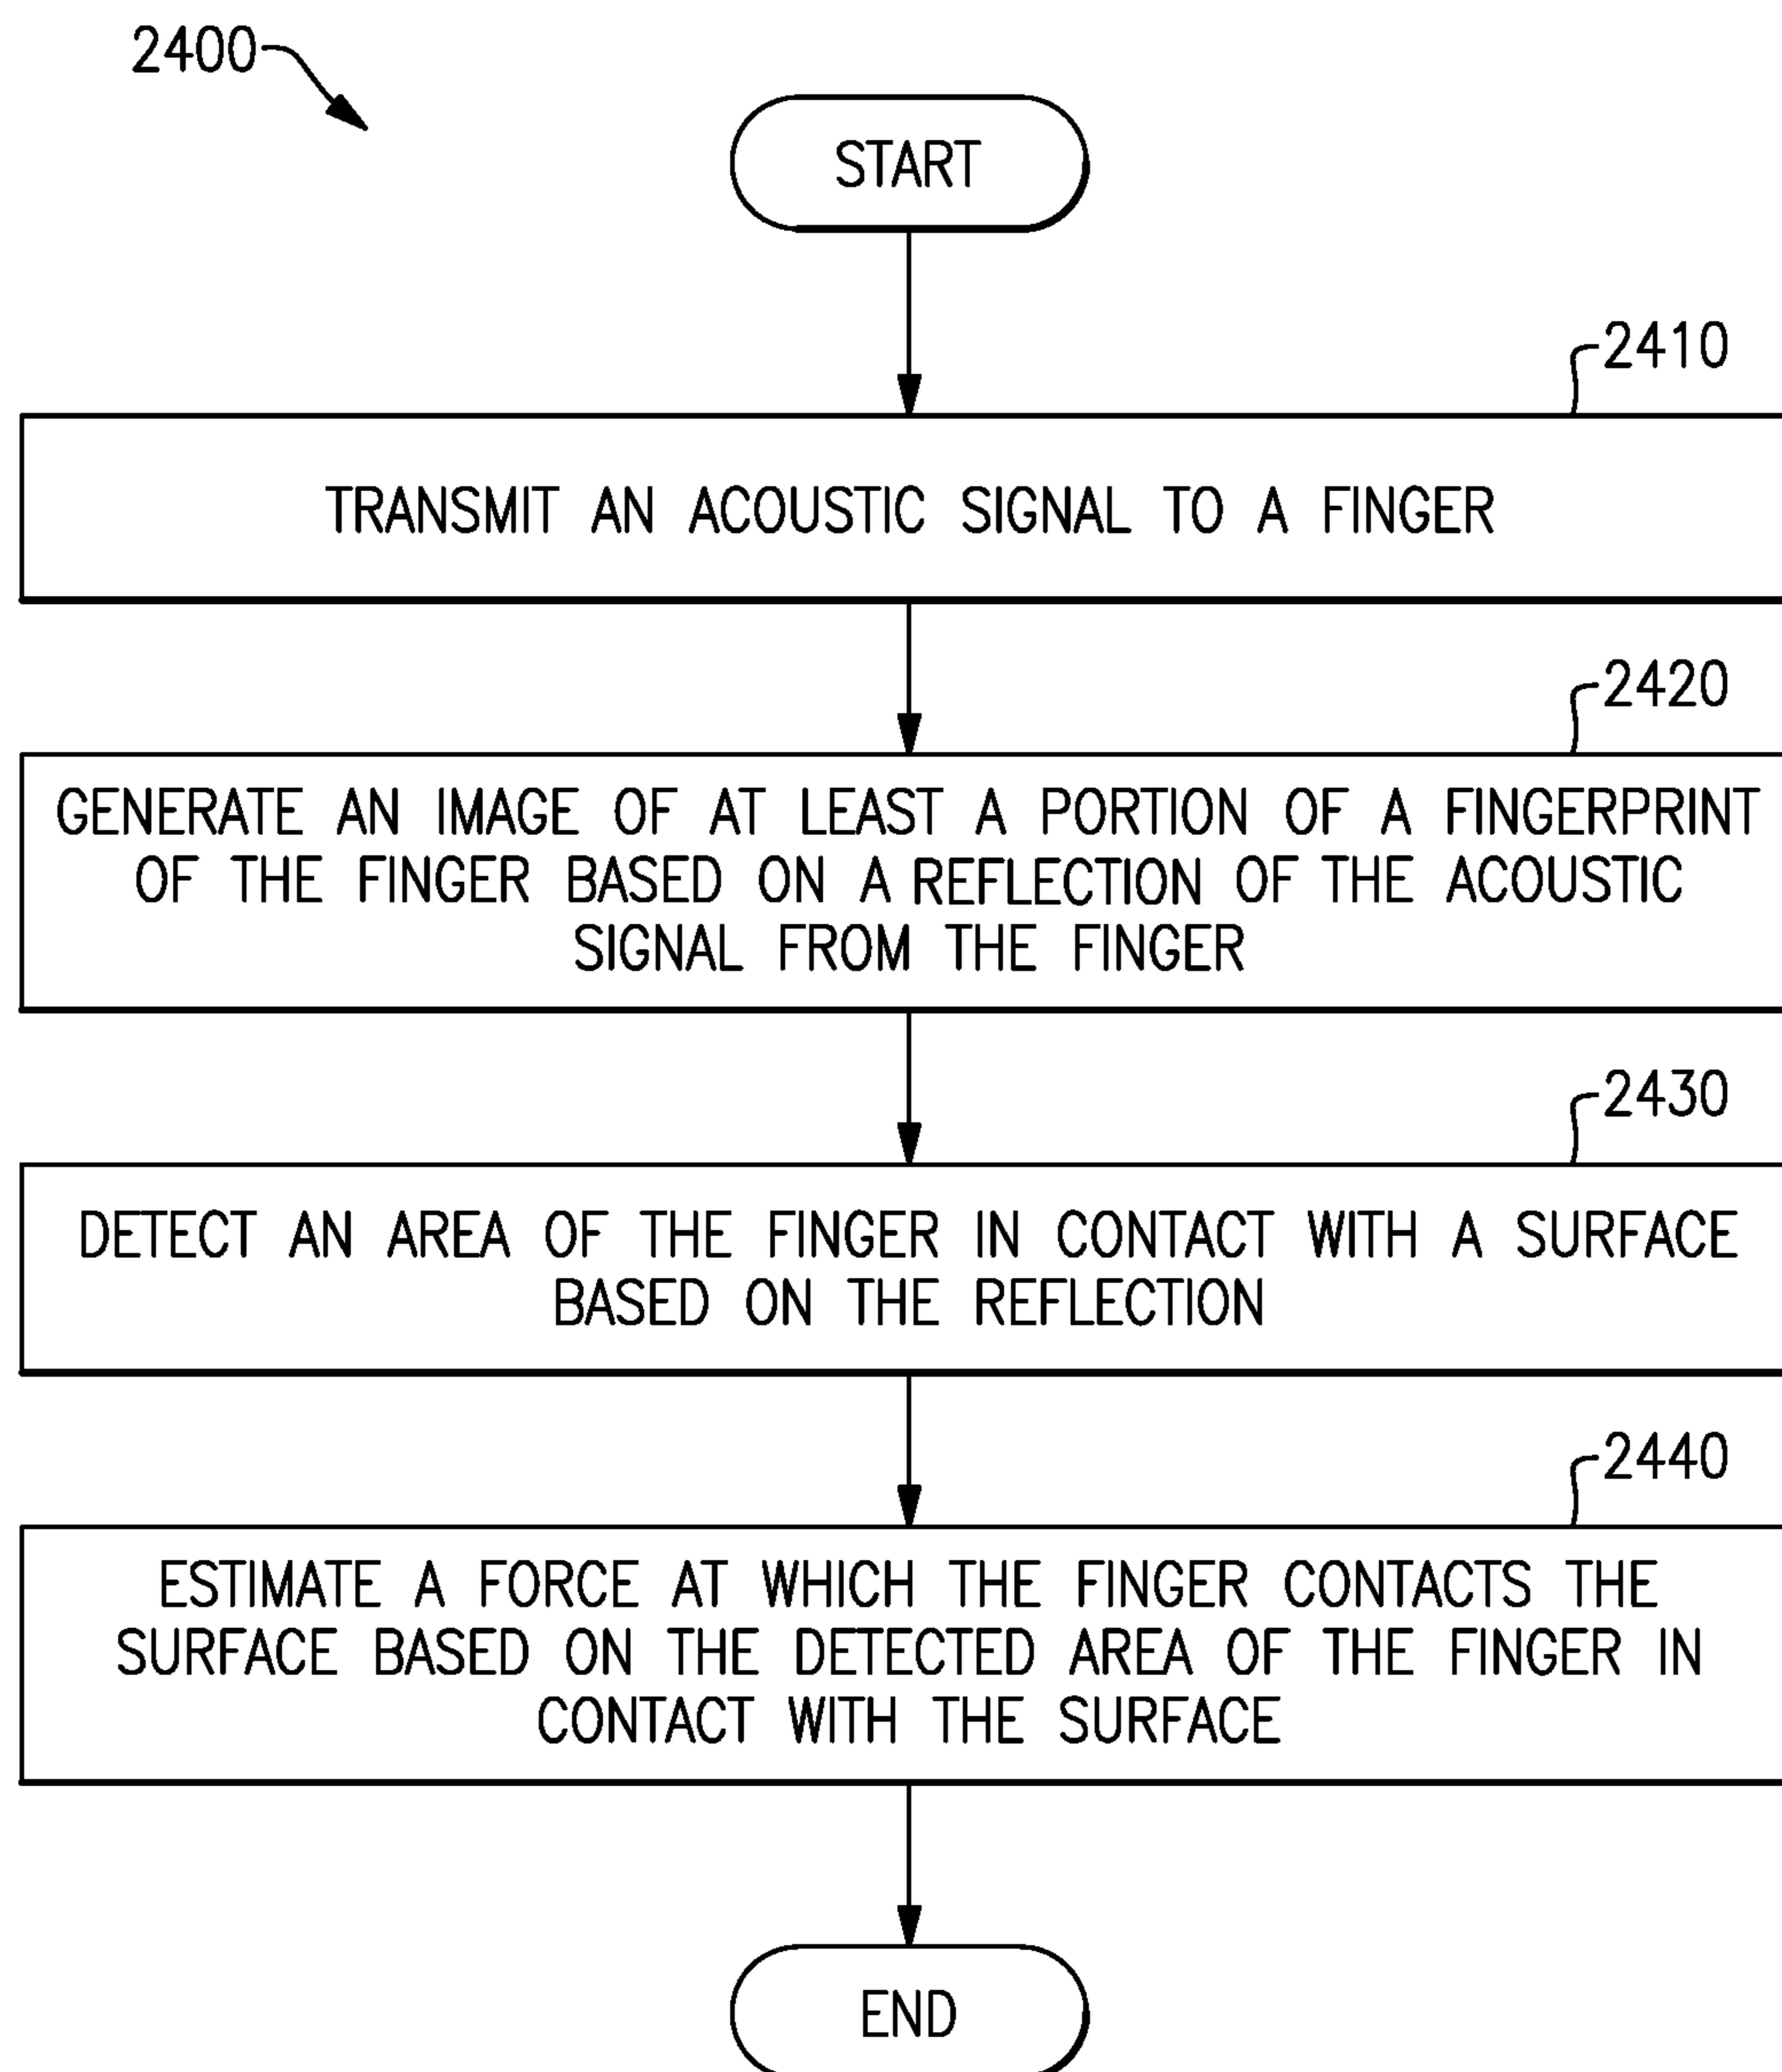 2400
START
2410
TRANSMIT AN ACOUSTIC SIGNAL TO A FINGER
2420
GENERATE AN IMAGE OF AT LEAST A PORTION OF A FINGERPRINT
OF THE FINGER BASED ON A REFLECTION OF THE ACOUSTIC
SIGNAL FROM THE FINGER
2430
DETECT AN AREA OF THE FINGER IN CONTACT WITH A SURFACE
BASED ON THE REFLECTION
2440
ESTIMATE A FORCE AT WHICH THE FINGER CONTACTS THE
SURFACE BASED ON THE DETECTED AREA OF THE FINGER IN
CONTACT WITH THE SURFACE
END